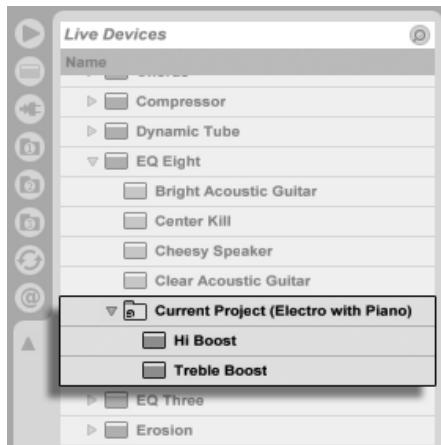 Live Devices
Name
Chorus
Compressor
Dynamic Tube
EQ Eight
Bright Acoustic Guitar
Center Kill
Cheesy Speaker
Clear Acoustic Guitar
Current Project (Electro with Piano)
Hi Boost
Treble Boost
EQ Three
Erosion